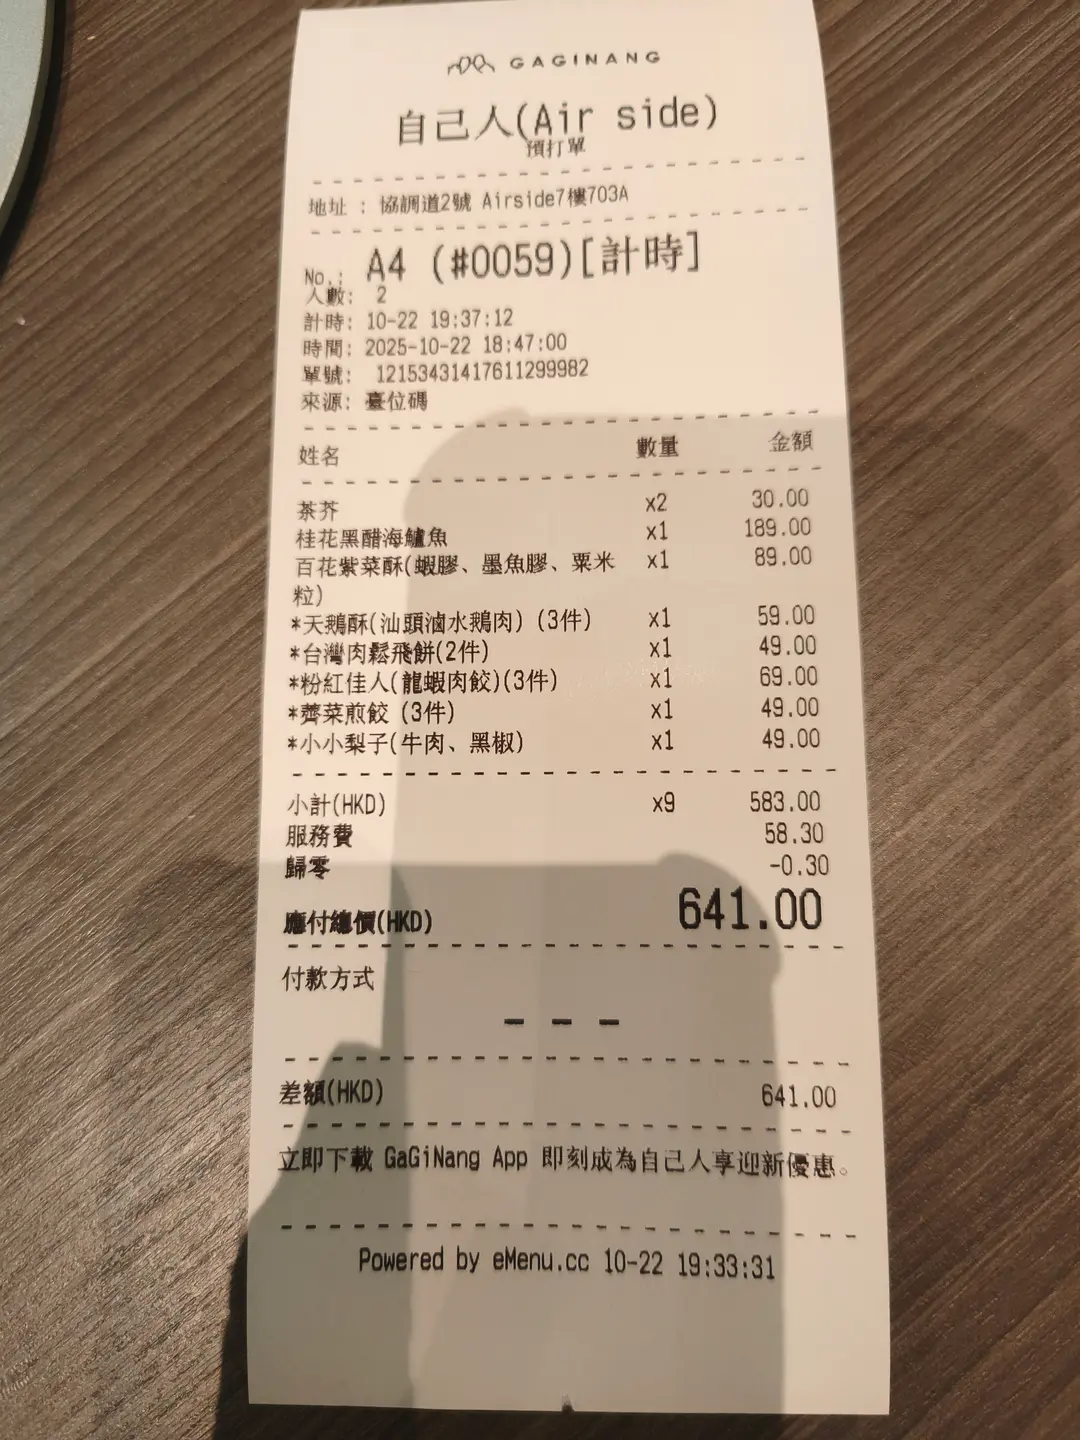 GAGINANG
自己人(Air side)
預打單
地址 : 協調道2號 Airside7樓703A
No.: A4 (#0059)[計時]
人數: 2
計時: 10-22 19:37:12
時間: 2025-10-22 18:47:00
單號: 12153431417611299982
來源: 臺位碼
姓名 數量 金額
茶芥 x2 30.00
桂花黑醋海鱸魚 x1 189.00
百花紫菜酥(蝦膠、墨魚膠、粟米 x1 89.00
粒)
*天鵝酥(汕頭滷水鵝肉) (3件) x1 59.00
*台灣肉鬆飛餅(2件) x1 49.00
*粉紅佳人(龍蝦肉餃)(3件) x1 69.00
*薺菜煎餃 (3件) x1 49.00
*小小梨子(牛肉、黑椒) x1 49.00
小計(HKD) x9 583.00
服務費 58.30
歸零 -0.30
應付總價(HKD) 641.00
付款方式
- - -
差額(HKD) 641.00
立即下載 GaGiNang App 即刻成為自己人享迎新優惠。
Powered by eMenu.cc 10-22 19:33:31